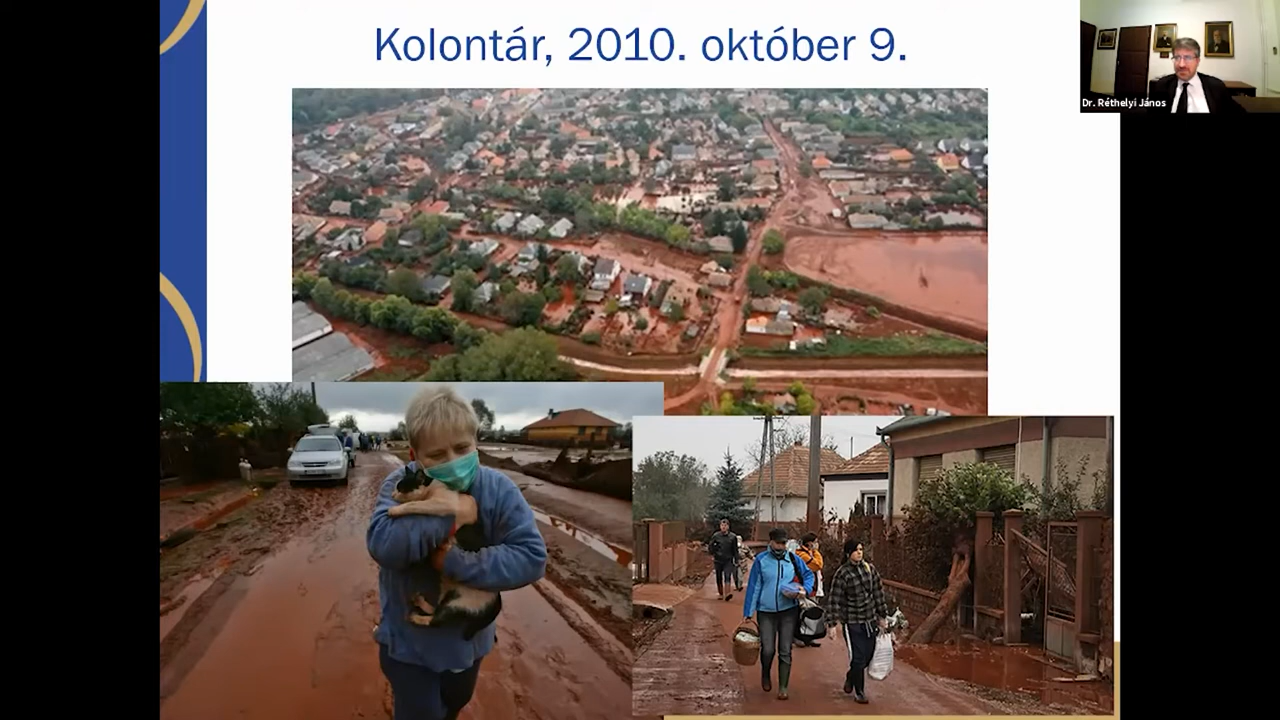 Kolontár, 2010. október 9.
Dr. Réthelyi János